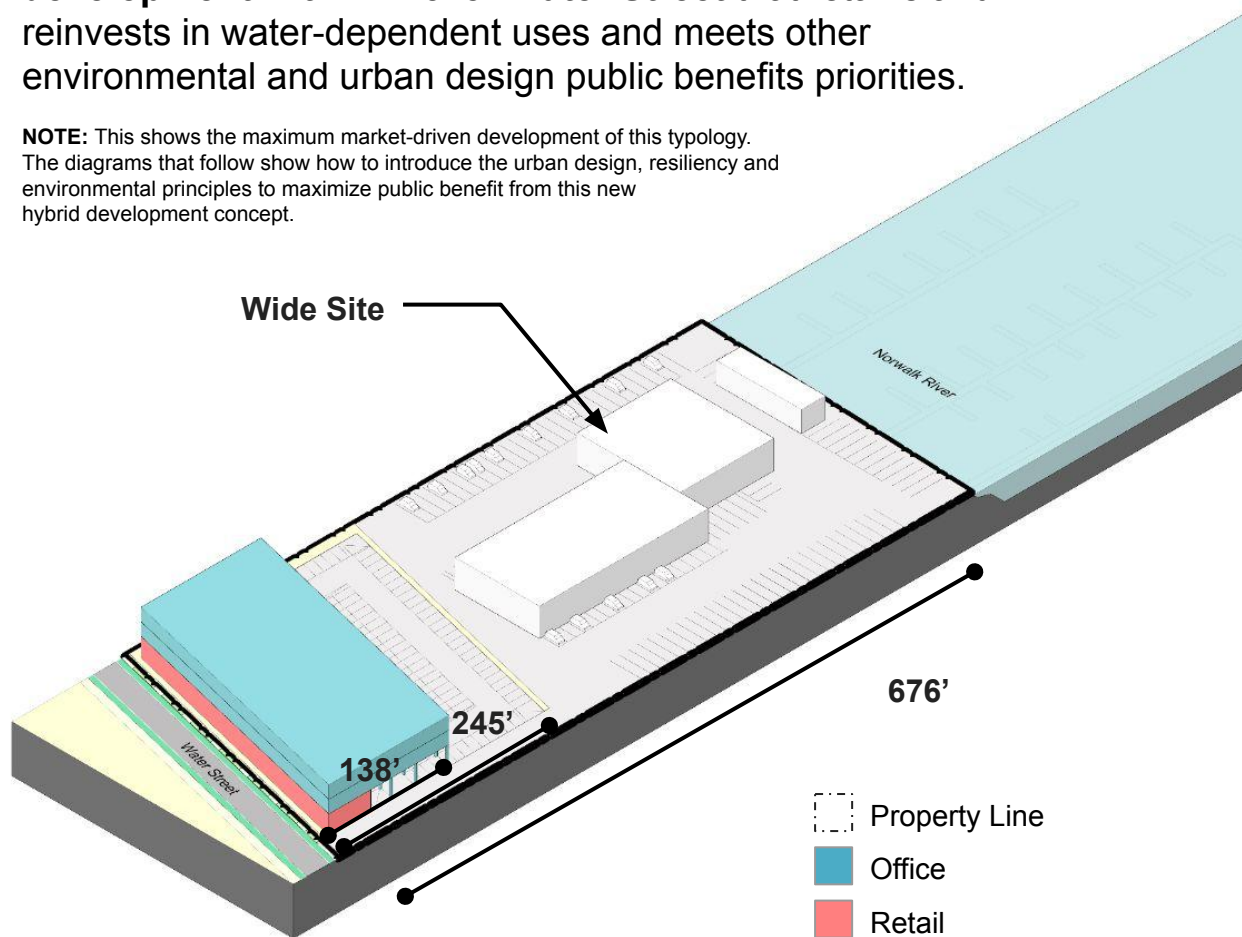 reinvests in water-dependent uses and meets other
environmental and urban design public benefits priorities.
NOTE: This shows the maximum market-driven development of this typology.
The diagrams that follow show how to introduce the urban design, resiliency and
environmental principles to maximize public benefit from this new
hybrid development concept.
Wide Site
Norwalk River
676’
245’
138’
Water Street
Property Line
Office
Retail